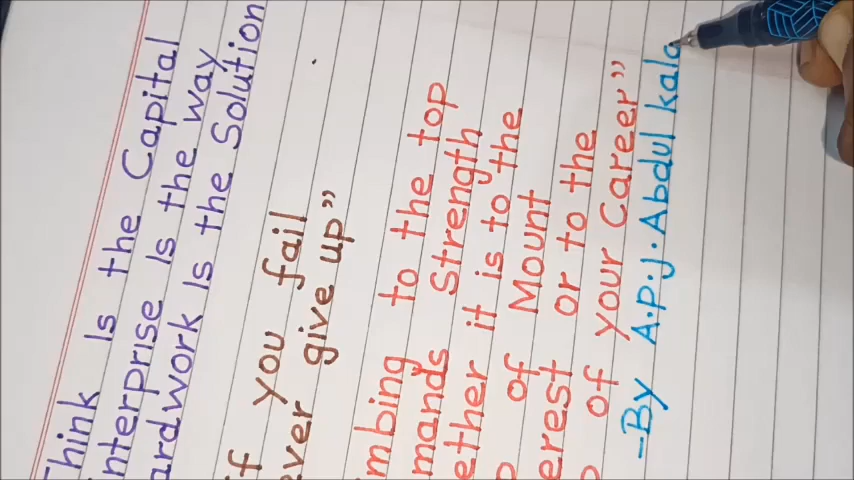 Think Is the Capital
nterprise Is the way
ardwork Is the Solution
If you fail
ever give up”
mbing to the top
mands Strength
ether it is to the
of Mount
erest or to the
of your Career”
-By A.P.J. Abdul kala